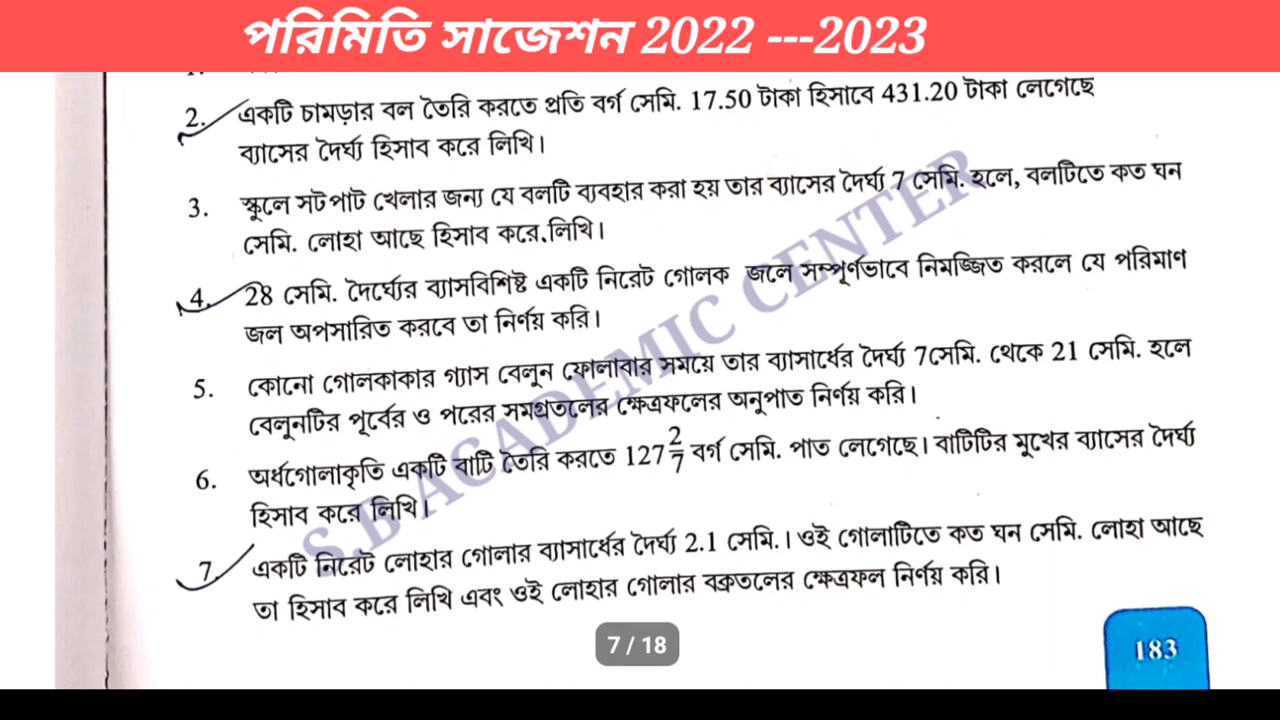 পরিমিতি সাজেশন 2022 ---2023
2. একটি চামড়ার বল তৈরি করতে প্রতি বর্গ সেমি. 17.50 টাকা হিসাবে 431.20 টাকা লেগেছে
ব্যাসের দৈর্ঘ্য হিসাব করে লিখি।
3. স্কুলে সটপাট খেলার জন্য যে বলটি ব্যবহার করা হয় তার ব্যাসের দৈর্ঘ্য 7 সেমি. হলে, বলটিতে কত ঘন
সেমি. লোহা আছে হিসাব করে লিখি।
4. 28 সেমি. দৈর্ঘ্যের ব্যাসবিশিষ্ট একটি নিরেট গোলক জলে সম্পূর্ণভাবে নিমজ্জিত করলে যে পরিমাণ
জল অপসারিত করবে তা নির্ণয় করি।
5. কোনো গোলকাকার গ্যাস বেলুন ফোলাবার সময়ে তার ব্যাসার্ধের দৈর্ঘ্য 7সেমি. থেকে 21 সেমি. হলে
বেলুনটির পূর্বের ও পরের সমগ্রতলের ক্ষেত্রফলের অনুপাত নির্ণয় করি।
6. অর্ধগোলাকৃতি একটি বাটি তৈরি করতে 127 2/7 বর্গ সেমি. পাত লেগেছে। বাটিটির মুখের ব্যাসের দৈর্ঘ্য
হিসাব করে লিখি।
7. একটি নিরেট লোহার গোলার ব্যাসার্ধের দৈর্ঘ্য 2.1 সেমি.। ওই গোলাটিতে কত ঘন সেমি. লোহা আছে
তা হিসাব করে লিখি এবং ওই লোহার গোলার বক্রতলের ক্ষেত্রফল নির্ণয় করি।
S.B ACADEMIC CENTER
7 / 18
183